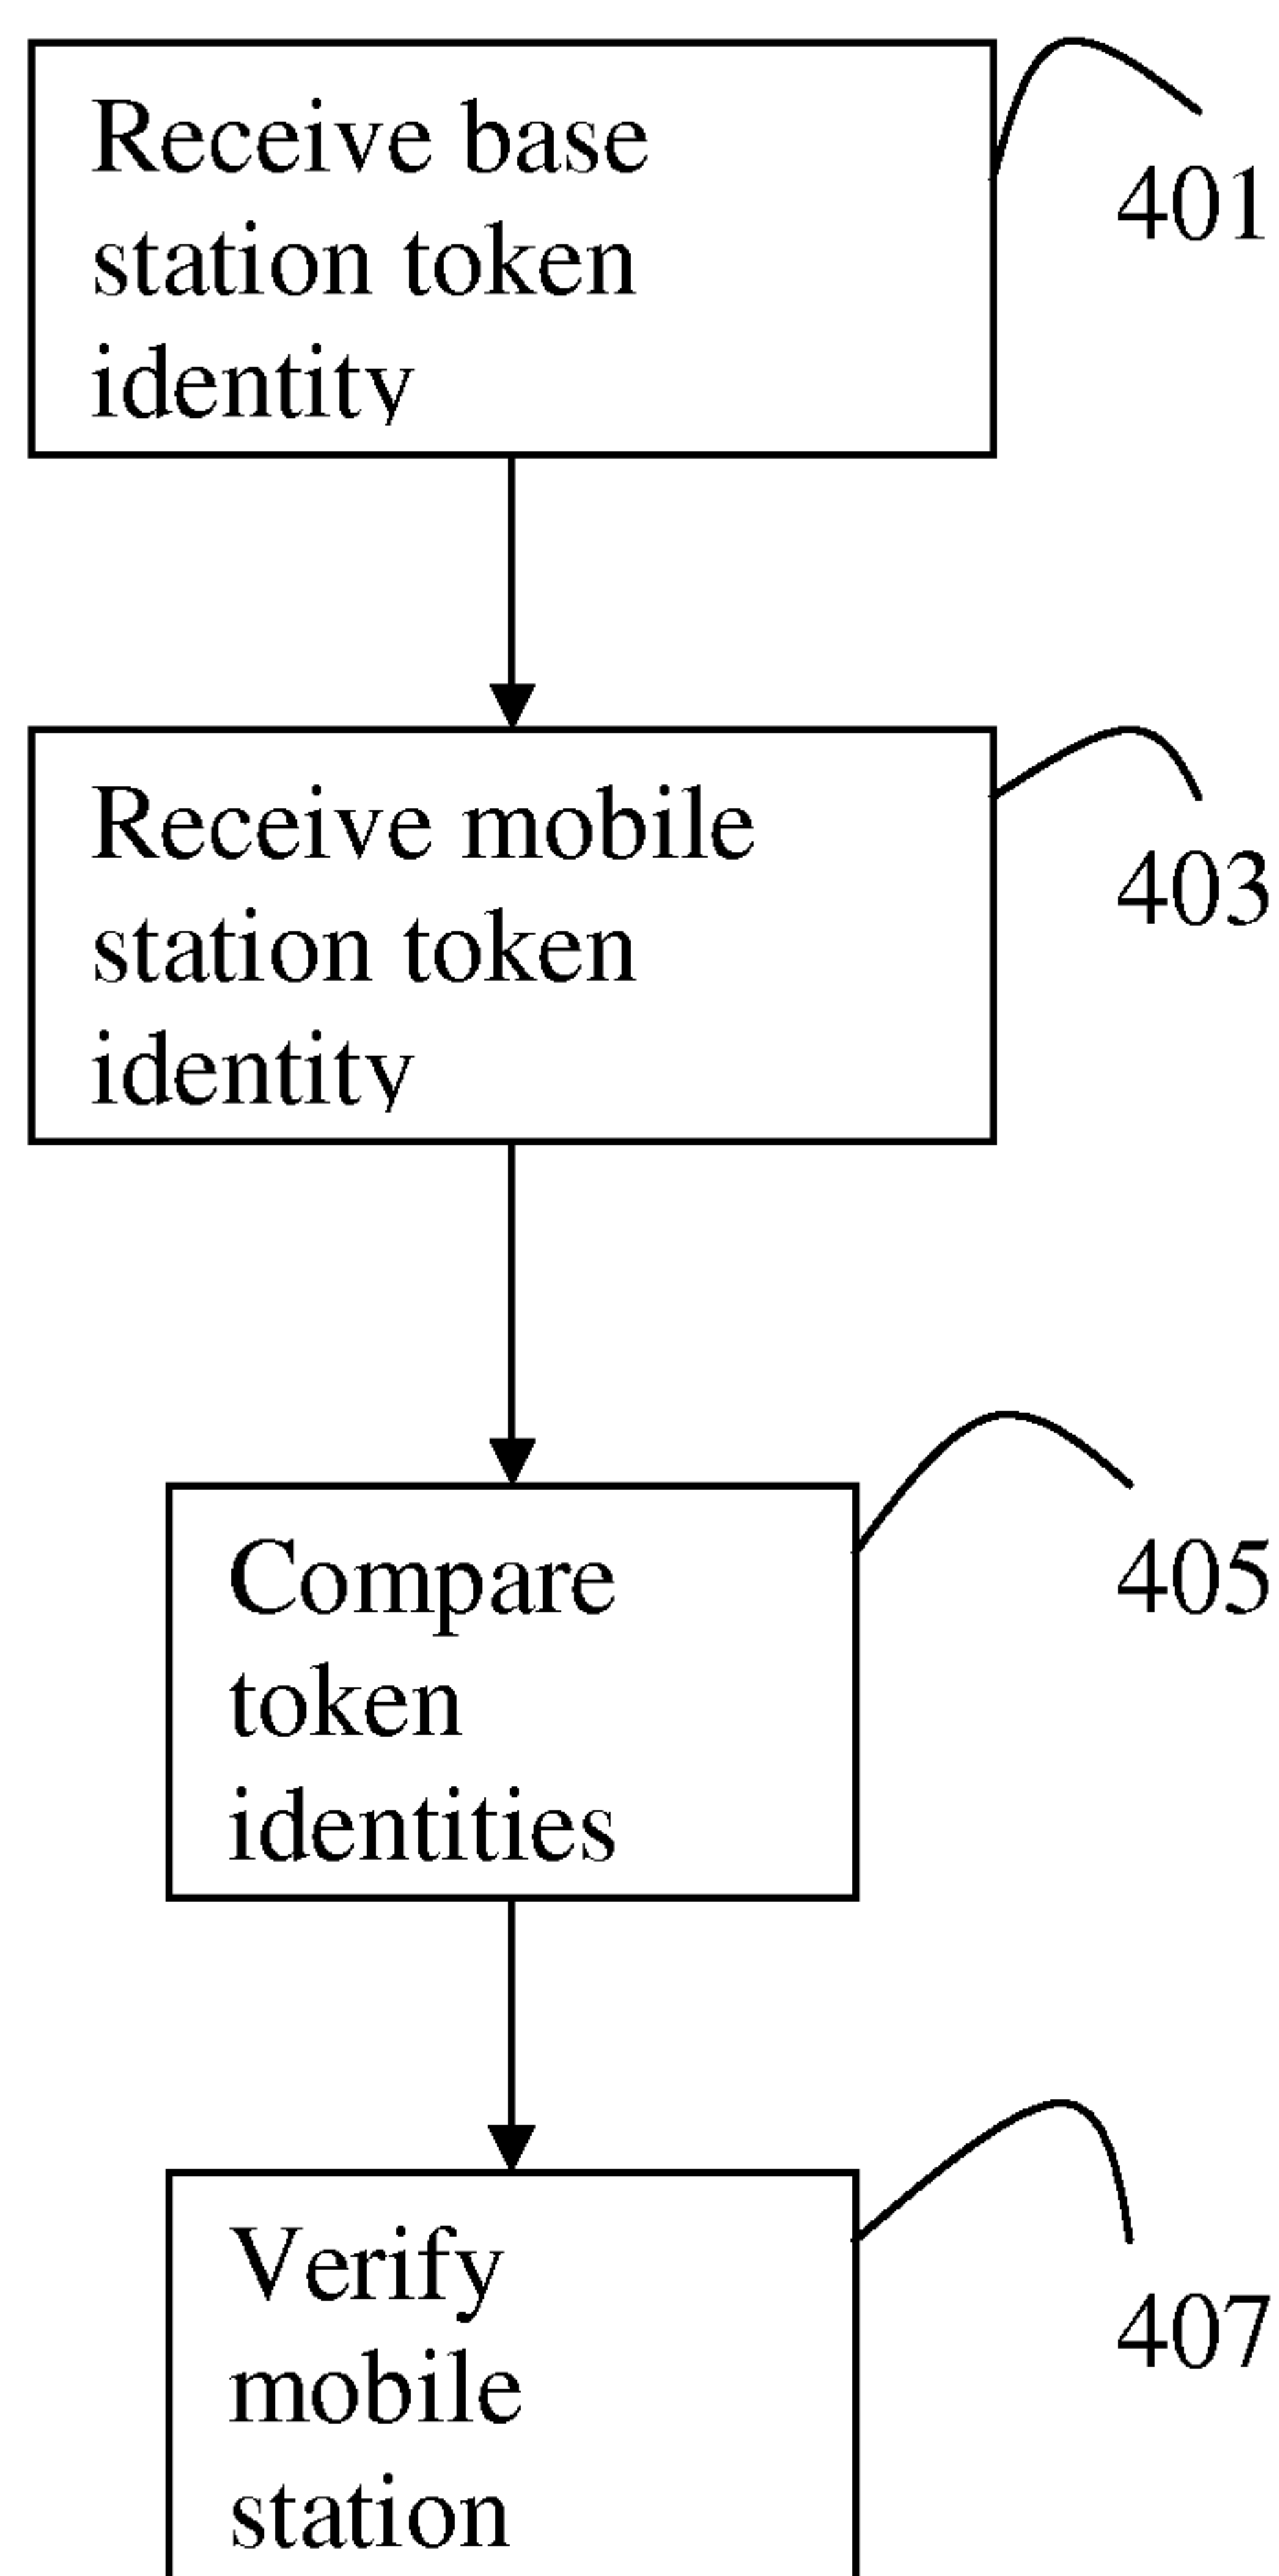 Receive base
station token
identity
401
Receive mobile
station token
identity
403
Compare
token
identities
405
Verify
mobile
station
407